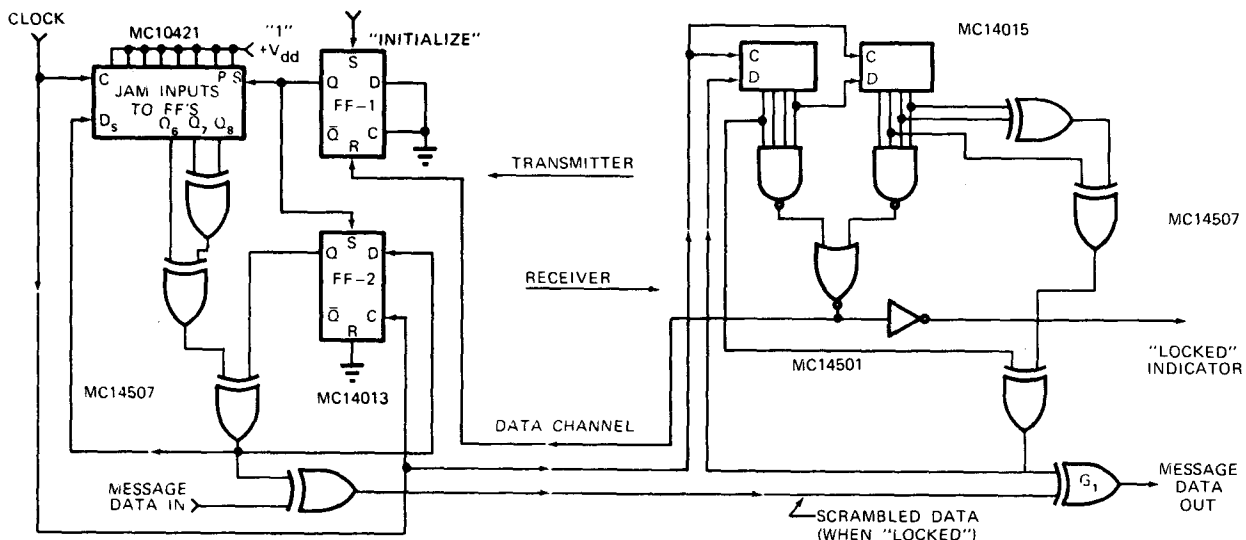 CLOCK
MC10421
"1"
+Vdd
"INITIALIZE"
C
P S
JAM INPUTS
TO FF'S
DS
Q6 Q7 Q8
S
Q D
FF-1
Q̅ C
R
TRANSMITTER
S
Q D
FF-2
Q̅ C
R
RECEIVER
MC14507
MC14013
DATA CHANNEL
MESSAGE
DATA IN
MC14015
C
D
C
D
MC14507
MC14501
"LOCKED"
INDICATOR
G1
MESSAGE
DATA
OUT
SCRAMBLED DATA
(WHEN "LOCKED")